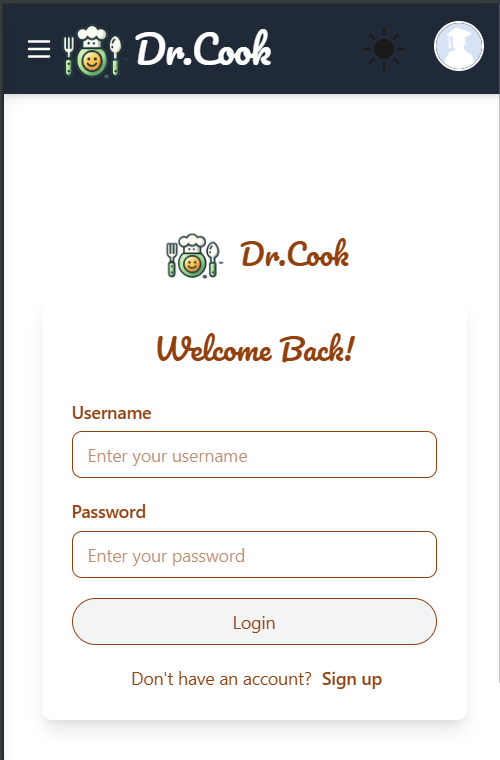 Dr.Cook
Dr.Cook
Welcome Back!
Username
Enter your username
Password
Enter your password
Login
Don't have an account? Sign up